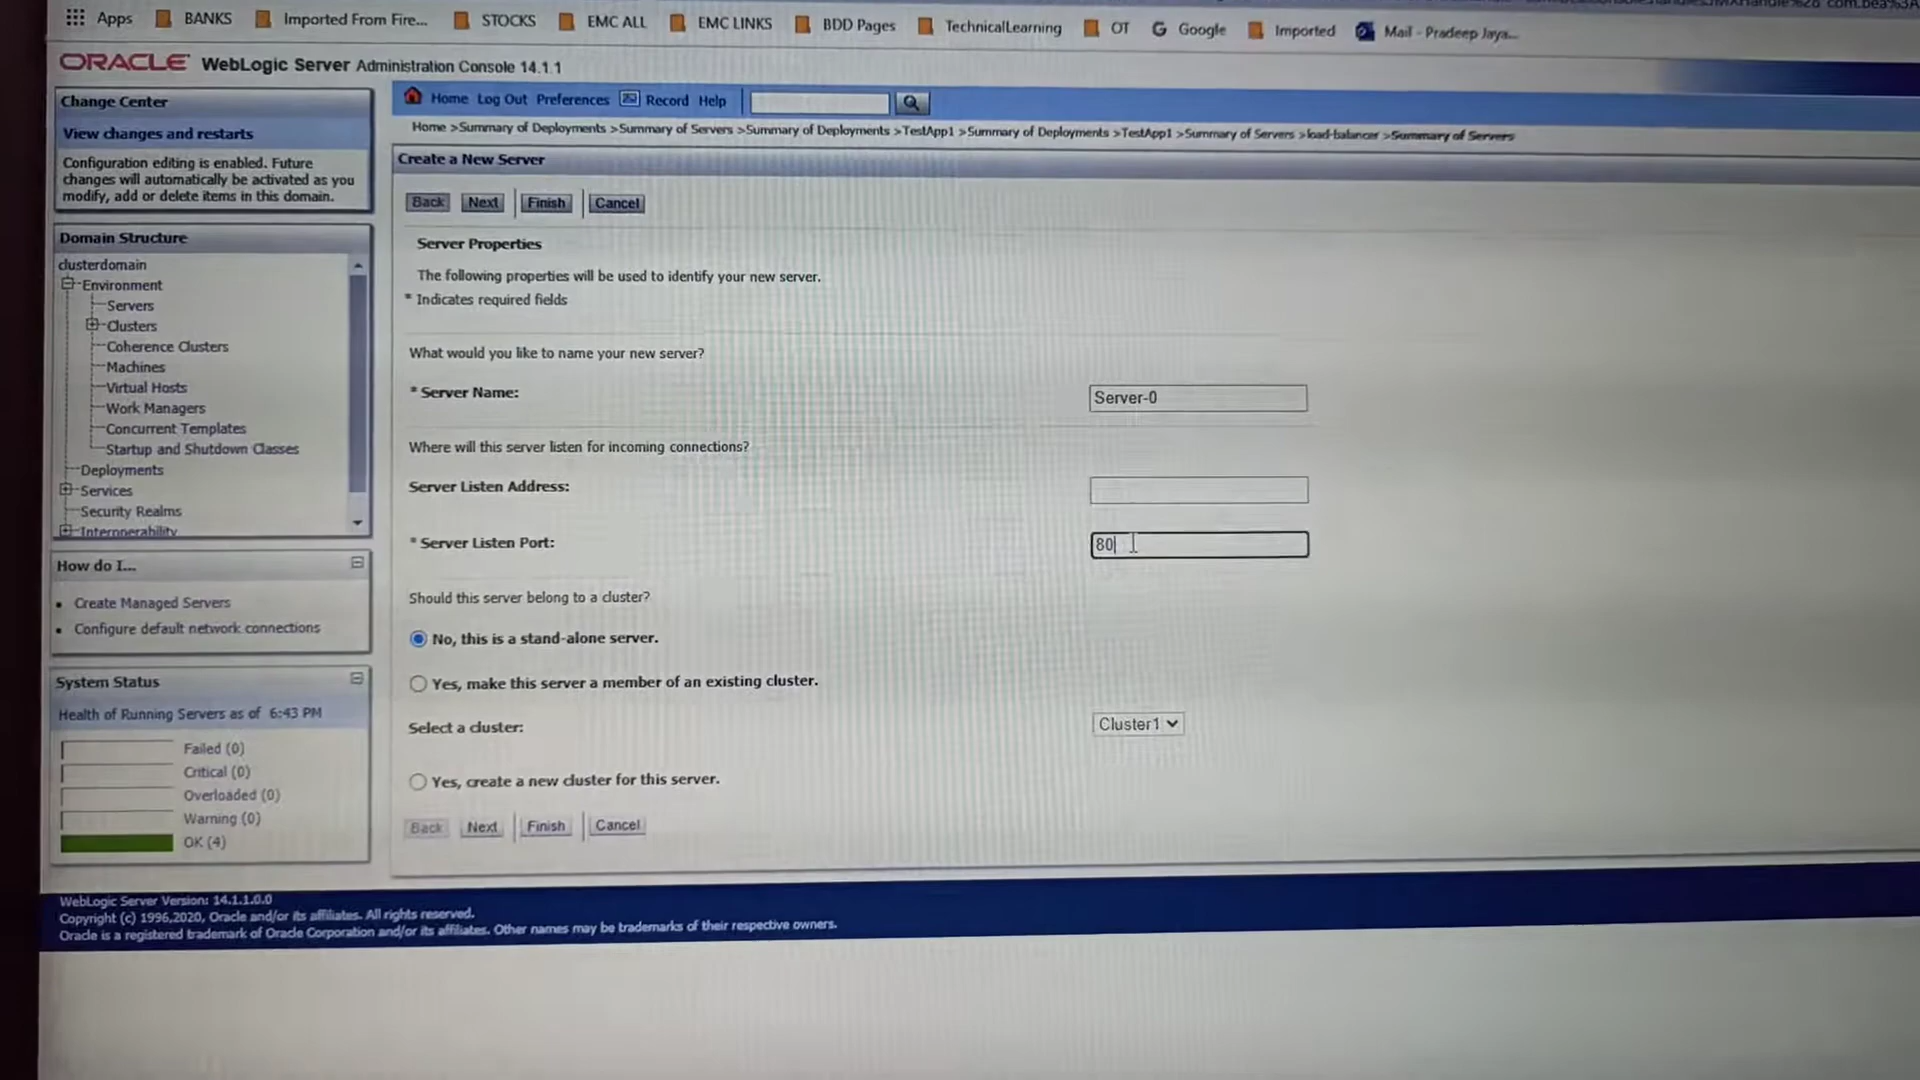 Apps BANKS Imported From Fire... STOCKS EMC ALL EMC LINKS BDD Pages TechnicalLearning OT Google Imported Mail - Pradeep Jaya...
ORACLE WebLogic Server Administration Console 14.1.1
Change Center
View changes and restarts
Configuration editing is enabled. Future
changes will automatically be activated as you
modify, add or delete items in this domain.
Domain Structure
clusterdomain
Environment
Servers
Clusters
Coherence Clusters
Machines
Virtual Hosts
Work Managers
Concurrent Templates
Startup and Shutdown Classes
Deployments
Services
Security Realms
Interoperability
How do I...
Create Managed Servers
Configure default network connections
System Status
Health of Running Servers as of 6:43 PM
Failed (0)
Critical (0)
Overloaded (0)
Warning (0)
OK (4)
Home Log Out Preferences Record Help
Home >Summary of Deployments >Summary of Servers >Summary of Deployments >TestApp1 >Summary of Deployments >TestApp1 >Summary of Servers >load-balancer >Summary of Servers
Create a New Server
Back Next Finish Cancel
Server Properties
The following properties will be used to identify your new server.
* Indicates required fields
What would you like to name your new server?
* Server Name: Server-0
Where will this server listen for incoming connections?
Server Listen Address:
* Server Listen Port: 80
Should this server belong to a cluster?
No, this is a stand-alone server.
Yes, make this server a member of an existing cluster.
Select a cluster: Cluster1
Yes, create a new cluster for this server.
Back Next Finish Cancel
WebLogic Server Version: 14.1.1.0.0
Copyright (c) 1996,2020, Oracle and/or its affiliates. All rights reserved.
Oracle is a registered trademark of Oracle Corporation and/or its affiliates. Other names may be trademarks of their respective owners.